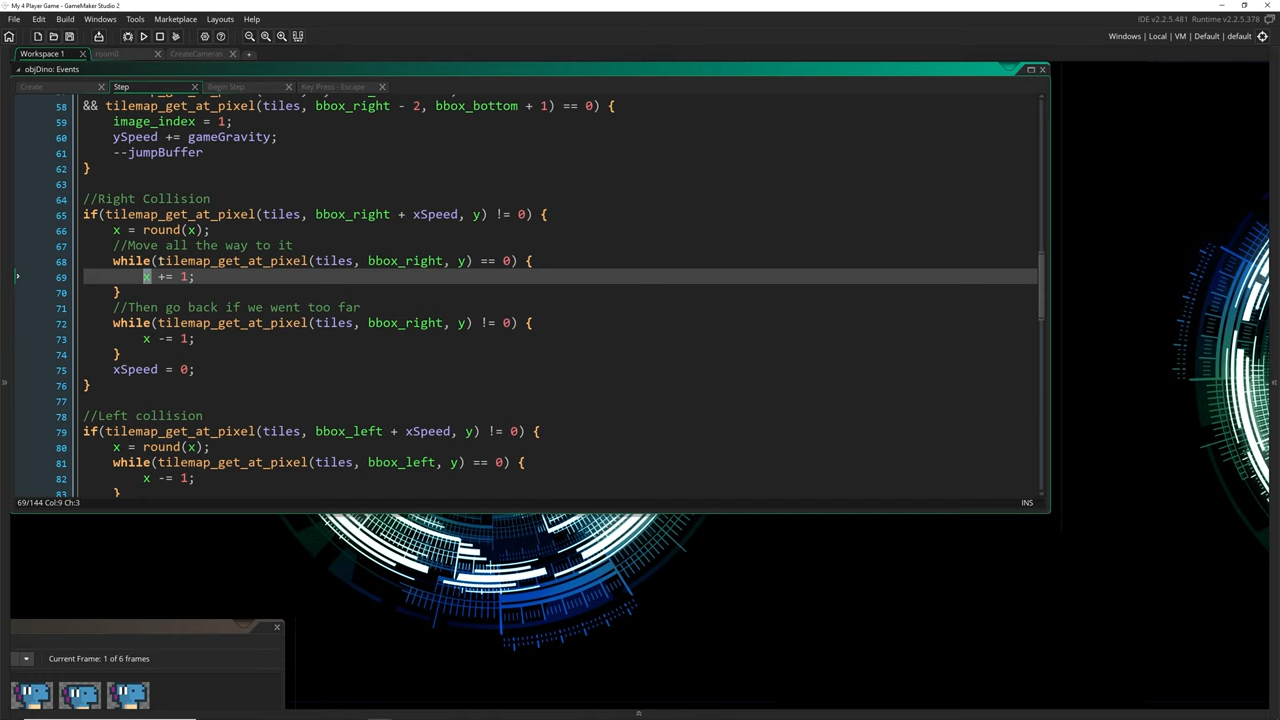 My 4 Player Game - GameMaker Studio 2
File Edit Build Windows Tools Marketplace Layouts Help
IDE v2.2.5.481 Runtime v2.2.5.378
Windows | Local | VM | Default | default
Workspace 1 room0 CreateCameras
objDino: Events
Create Step Begin Step Key Press - Escape
58 && tilemap_get_at_pixel(tiles, bbox_right - 2, bbox_bottom + 1) == 0) {
59 image_index = 1;
60 ySpeed += gameGravity;
61 --jumpBuffer
62 }
63
64 //Right Collision
65 if(tilemap_get_at_pixel(tiles, bbox_right + xSpeed, y) != 0) {
66 x = round(x);
67 //Move all the way to it
68 while(tilemap_get_at_pixel(tiles, bbox_right, y) == 0) {
69 x += 1;
70 }
71 //Then go back if we went too far
72 while(tilemap_get_at_pixel(tiles, bbox_right, y) != 0) {
73 x -= 1;
74 }
75 xSpeed = 0;
76 }
77
78 //Left collision
79 if(tilemap_get_at_pixel(tiles, bbox_left + xSpeed, y) != 0) {
80 x = round(x);
81 while(tilemap_get_at_pixel(tiles, bbox_left, y) == 0) {
82 x -= 1;
83 }
69/144 Col:9 Ch:3 INS
Current Frame: 1 of 6 frames